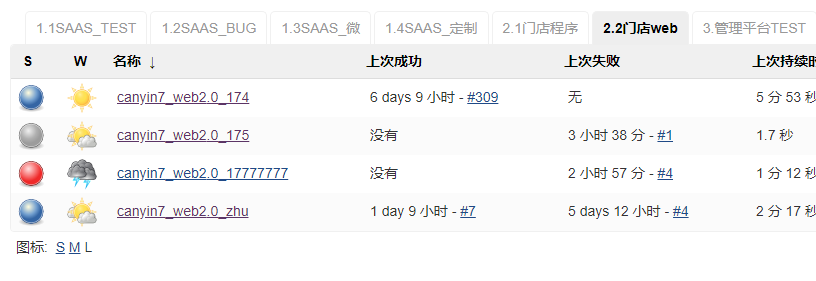 1.1SAAS_TEST 1.2SAAS_BUG 1.3SAAS_微 1.4SAAS_定制 2.1门店程序 2.2门店web 3.管理平台TEST
S W 名称 ↓ 上次成功 上次失败 上次持续时
canyin7_web2.0_174 6 days 9 小时 - #309 无 5 分 53 秒
canyin7_web2.0_175 没有 3 小时 38 分 - #1 1.7 秒
canyin7_web2.0_17777777 没有 2 小时 57 分 - #4 1 分 12 秒
canyin7_web2.0_zhu 1 day 9 小时 - #7 5 days 12 小时 - #4 2 分 17 秒
图标: S M L